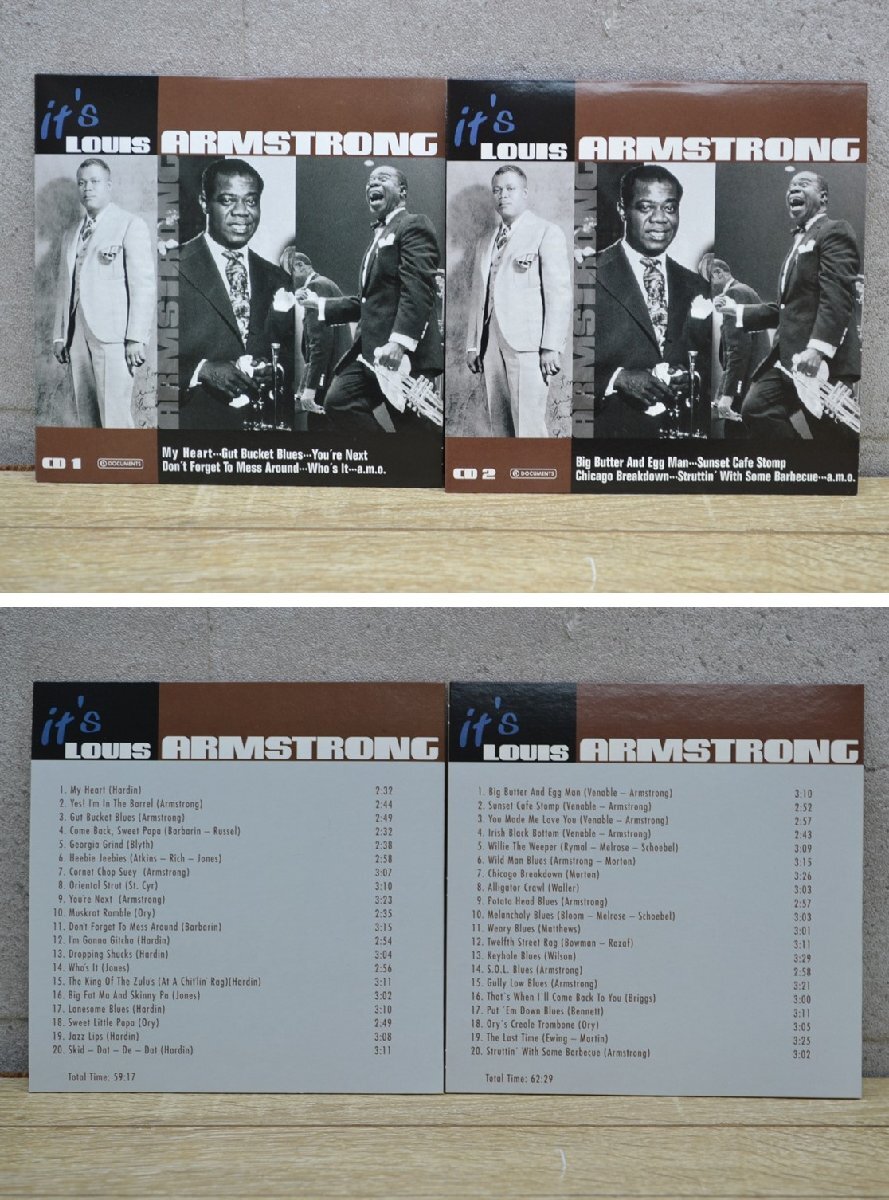 it's
LOUIS ARMSTRONG
ARMSTRONG
CD 1 DOCUMENTS
My Heart···Gut Bucket Blues···You're Next
Don't Forget To Mess Around···Who's It···a.m.o.
it's
LOUIS ARMSTRONG
ARMSTRONG
CD 2 DOCUMENTS
Big Butter And Egg Man···Sunset Cafe Stomp
Chicago Breakdown···Struttin' With Some Barbecue···a.m.o.
it's
LOUIS ARMSTRONG
1. My Heart (Hardin) 2:32
2. Yes! I'm In The Barrel (Armstrong) 2:44
3. Gut Bucket Blues (Armstrong) 2:49
4. Come Back, Sweet Papa (Barbarin – Russel) 2:32
5. Georgia Grind (Blyth) 2:38
6. Heebie Jeebies (Atkins – Rich – Jones) 2:58
7. Cornet Chop Suey (Armstrong) 3:07
8. Oriental Strut (St. Cyr) 3:10
9. You're Next (Armstrong) 3:23
10. Muskrat Ramble (Ory) 2:35
11. Don't Forget To Mess Around (Barbarin) 3:15
12. I'm Gonna Gitcha (Hardin) 2:54
13. Dropping Shucks (Hardin) 3:04
14. Who's It (Jones) 2:56
15. The King Of The Zulus (At A Chit'lin' Rag)(Hardin) 3:11
16. Big Fat Ma And Skinny Pa (Jones) 3:02
17. Lonesome Blues (Hardin) 3:10
18. Sweet Little Papa (Ory) 2:49
19. Jazz Lips (Hardin) 3:08
20. Skid – Dat – De – Dat (Hardin) 3:11
Total Time: 59:17
it's
LOUIS ARMSTRONG
1. Big Butter And Egg Man (Venable – Armstrong) 3:10
2. Sunset Cafe Stomp (Venable – Armstrong) 2:52
3. You Made Me Love You (Venable – Armstrong) 2:57
4. Irish Black Bottom (Venable – Armstrong) 2:43
5. Willie The Weeper (Rymal – Melrose – Schoebel) 3:09
6. Wild Man Blues (Armstrong – Morton) 3:15
7. Chicago Breakdown (Morton) 3:26
8. Alligator Crawl (Waller) 3:03
9. Potato Head Blues (Armstrong) 2:57
10. Melancholy Blues (Bloom – Melrose – Schoebel) 3:03
11. Weary Blues (Matthews) 3:01
12. Twelfth Street Rag (Bowman – Razaf) 3:11
13. Keyhole Blues (Wilson) 3:29
14. S.O.L. Blues (Armstrong) 2:58
15. Gully Low Blues (Armstrong) 3:21
16. That's When I ll Come Back To You (Briggs) 3:00
17. Put 'Em Down Blues (Bennett) 3:11
18. Ory's Creole Trombone (Ory) 3:05
19. The Last Time (Ewing – Martin) 3:25
20. Struttin' With Some Barbecue (Armstrong) 3:02
Total Time: 62:29